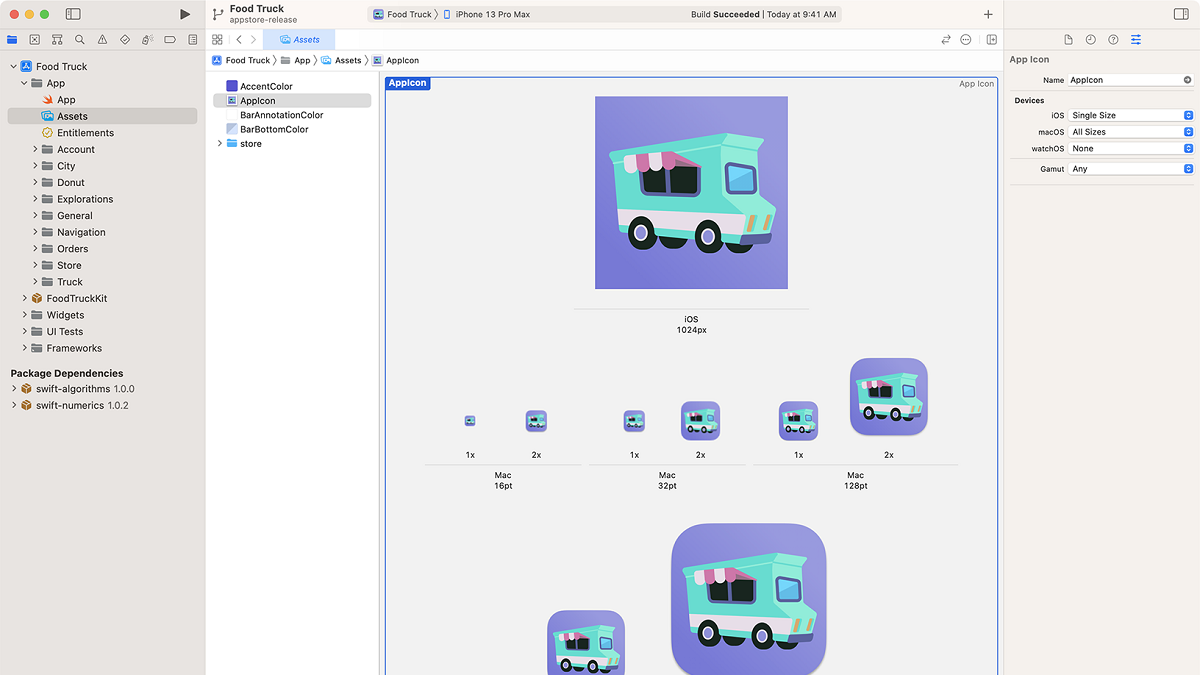 Food Truck
appstore-release
Food Truck
iPhone 13 Pro Max
Build Succeeded | Today at 9:41 AM
Assets
Food Truck
App
Assets
AppIcon
Food Truck
App
App
Assets
Entitlements
Account
City
Donut
Explorations
General
Navigation
Orders
Store
Truck
FoodTruckKit
Widgets
UI Tests
Frameworks
Package Dependencies
swift-algorithms 1.0.0
swift-numerics 1.0.2
AccentColor
AppIcon
BarAnnotationColor
BarBottomColor
store
AppIcon
App Icon
iOS
1024px
1x 2x
Mac
16pt
1x 2x
Mac
32pt
1x 2x
Mac
128pt
App Icon
Name AppIcon
Devices
iOS Single Size
macOS All Sizes
watchOS None
Gamut Any